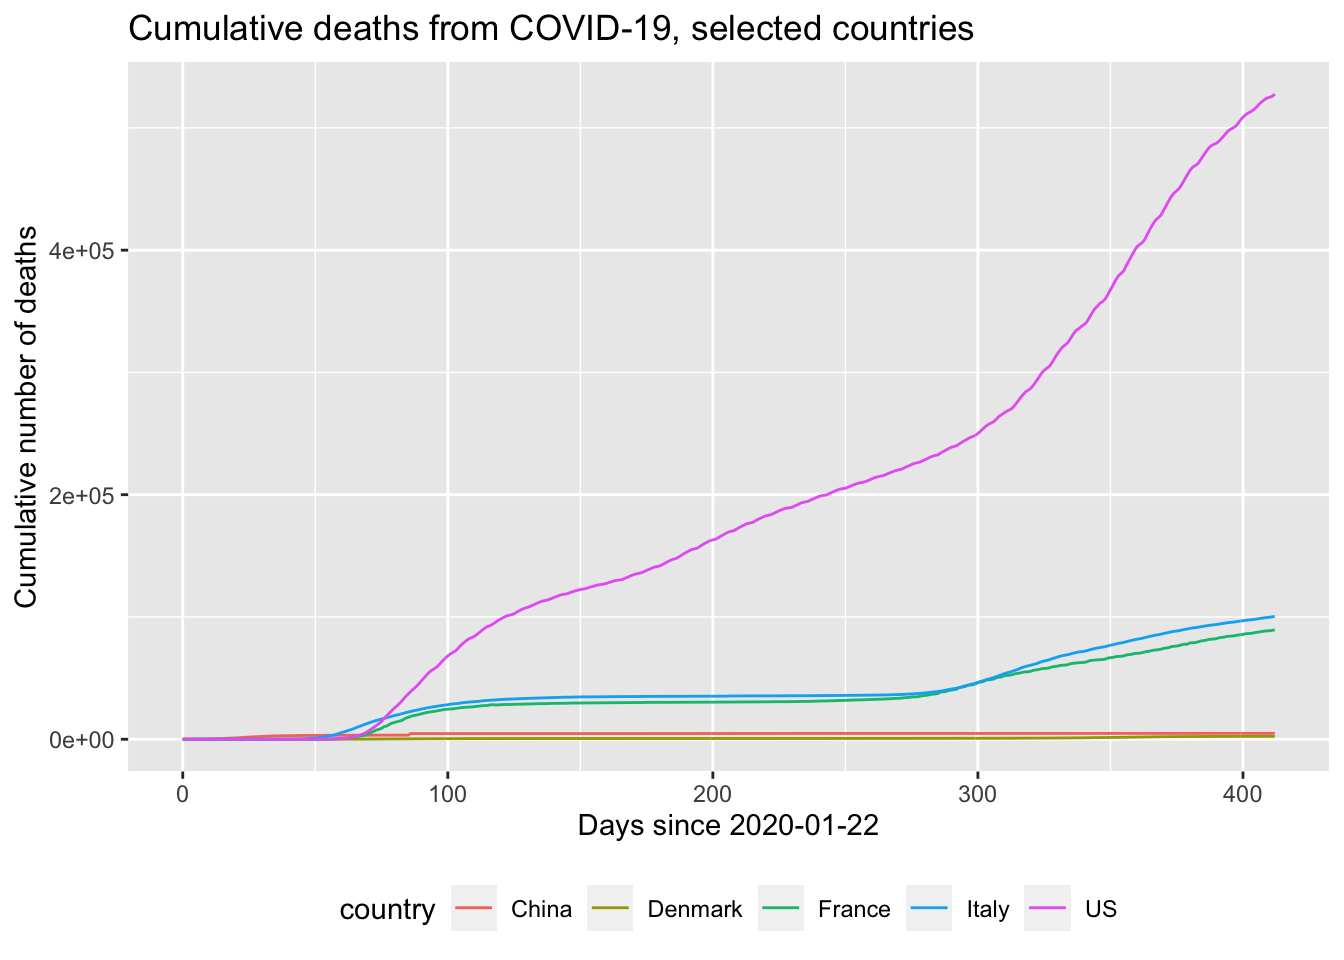 Cumulative deaths from COVID-19, selected countries
Cumulative number of deaths
4e+05
2e+05
0e+00
0 100 200 300 400
Days since 2020-01-22
country China Denmark France Italy US